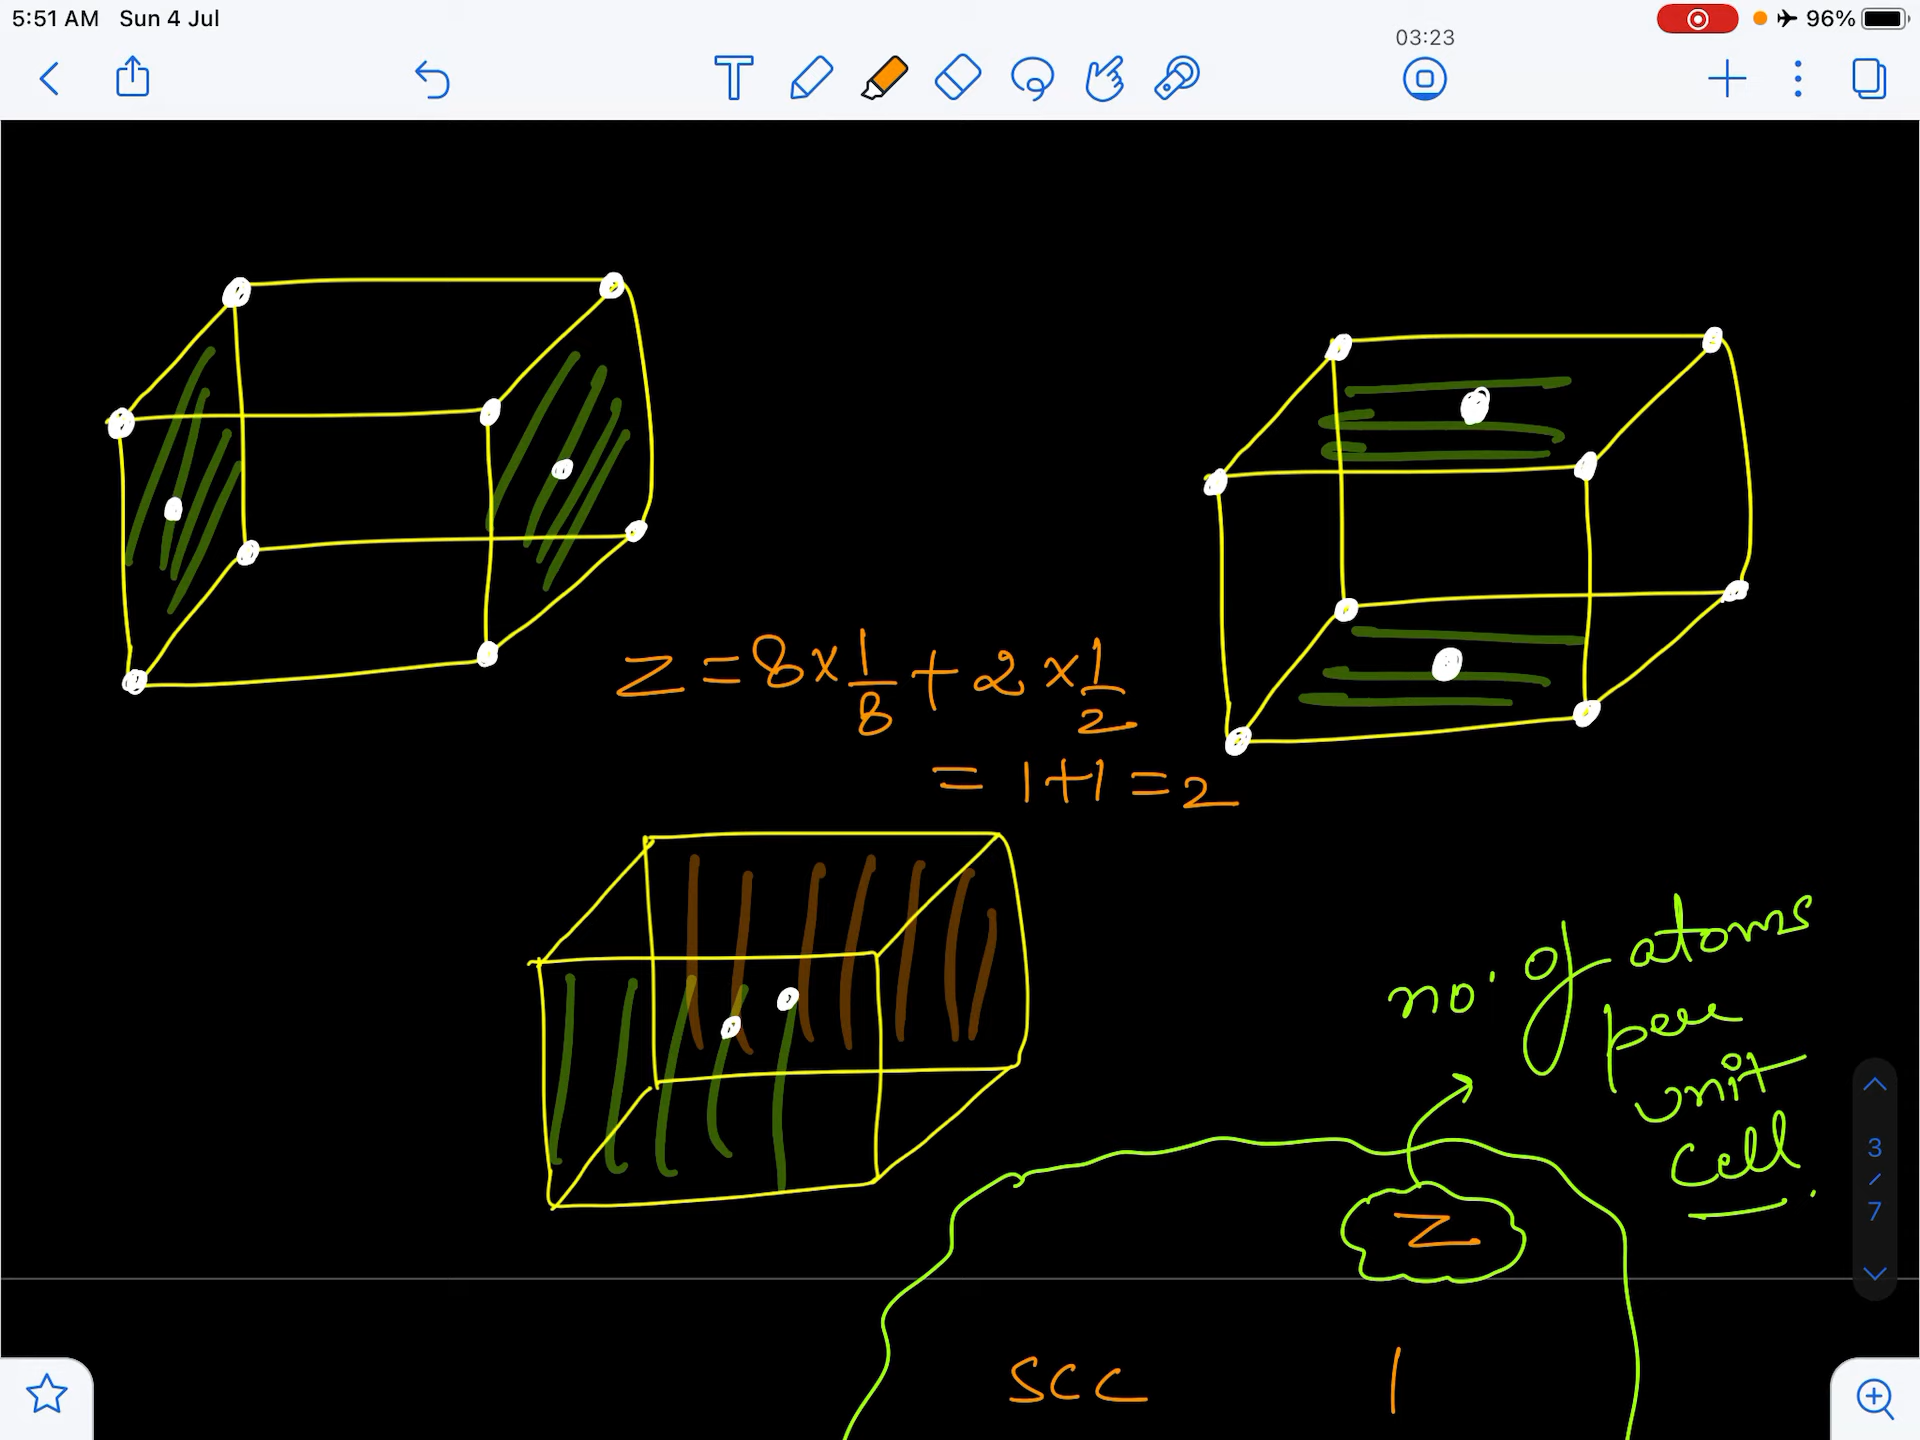 5:51 AM Sun 4 Jul
96%
03:23
T
Z = 8 × 1/8 + 2 × 1/2
= 1+1 = 2
no. of atoms
per
unit
cell.
Z
3
/
7
SCC 1